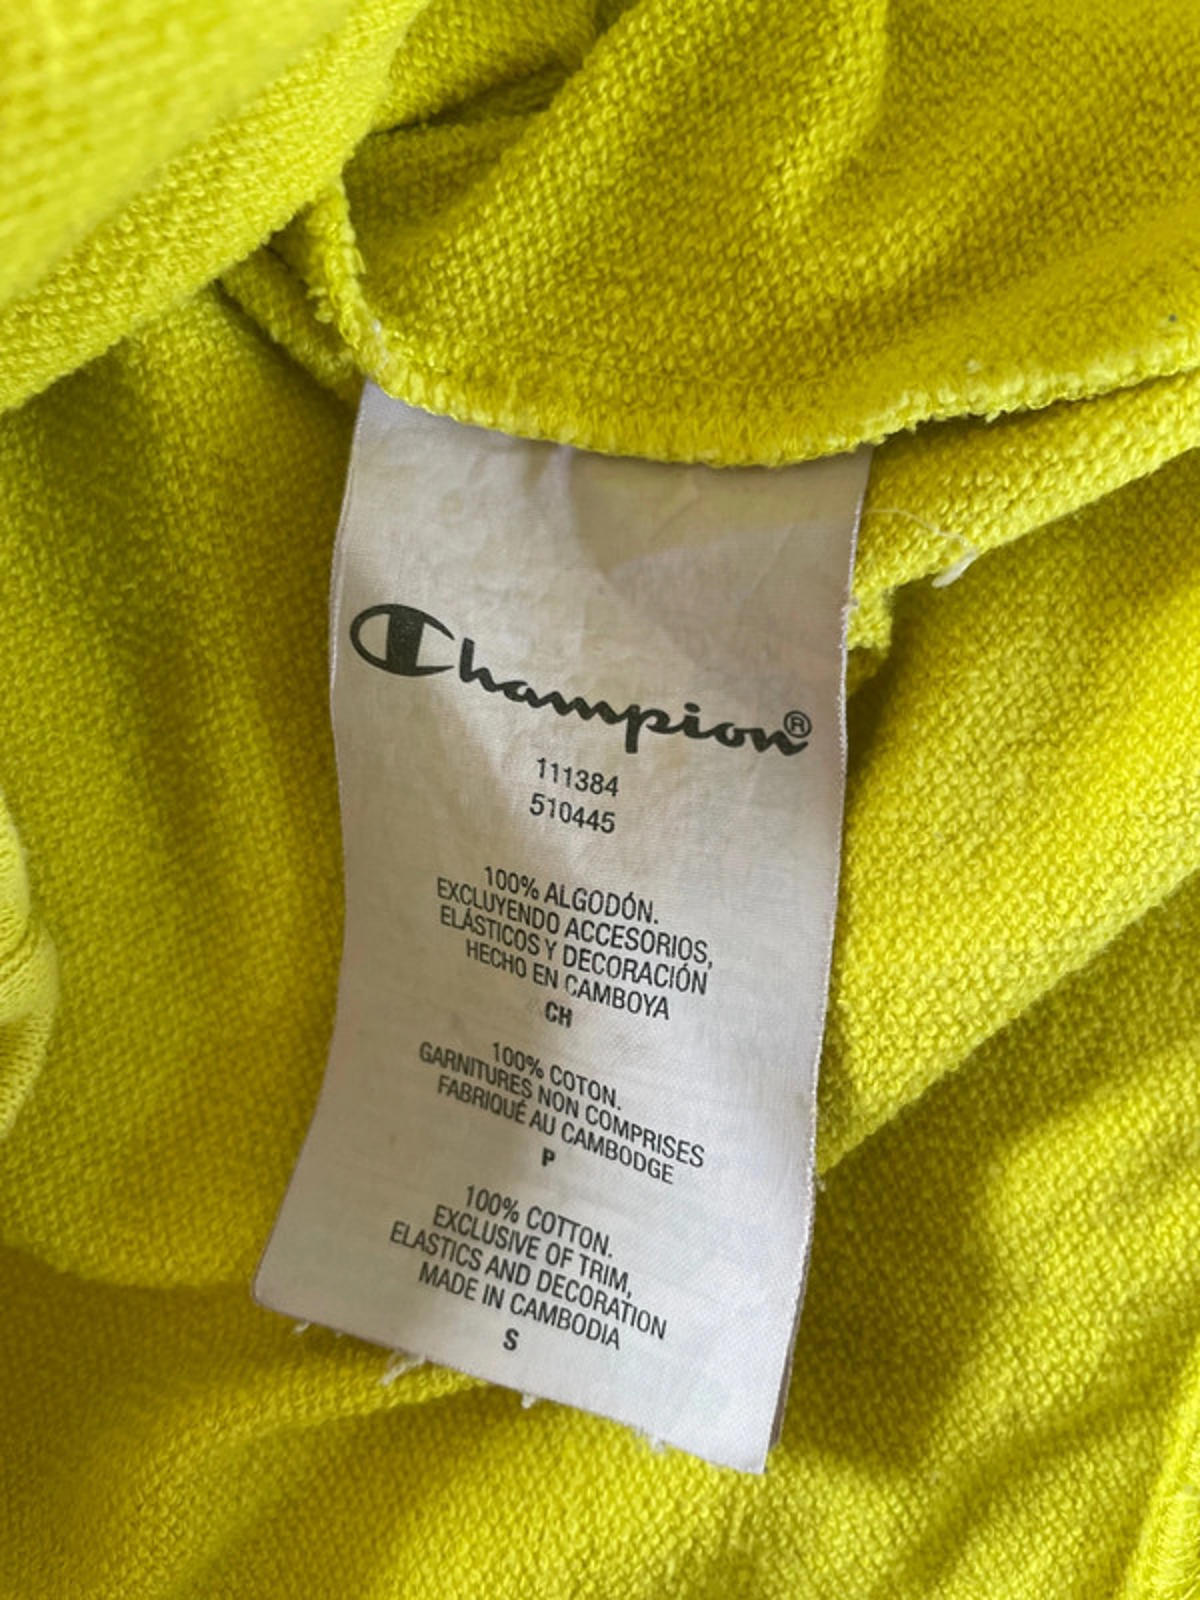 Champion®
111384
510445
100% ALGODÓN.
EXCLUYENDO ACCESORIOS,
ELÁSTICOS Y DECORACIÓN
HECHO EN CAMBOYA
CH
100% COTON.
GARNITURES NON COMPRISES
FABRIQUÉ AU CAMBODGE
P
100% COTTON.
EXCLUSIVE OF TRIM,
ELASTICS AND DECORATION
MADE IN CAMBODIA
S